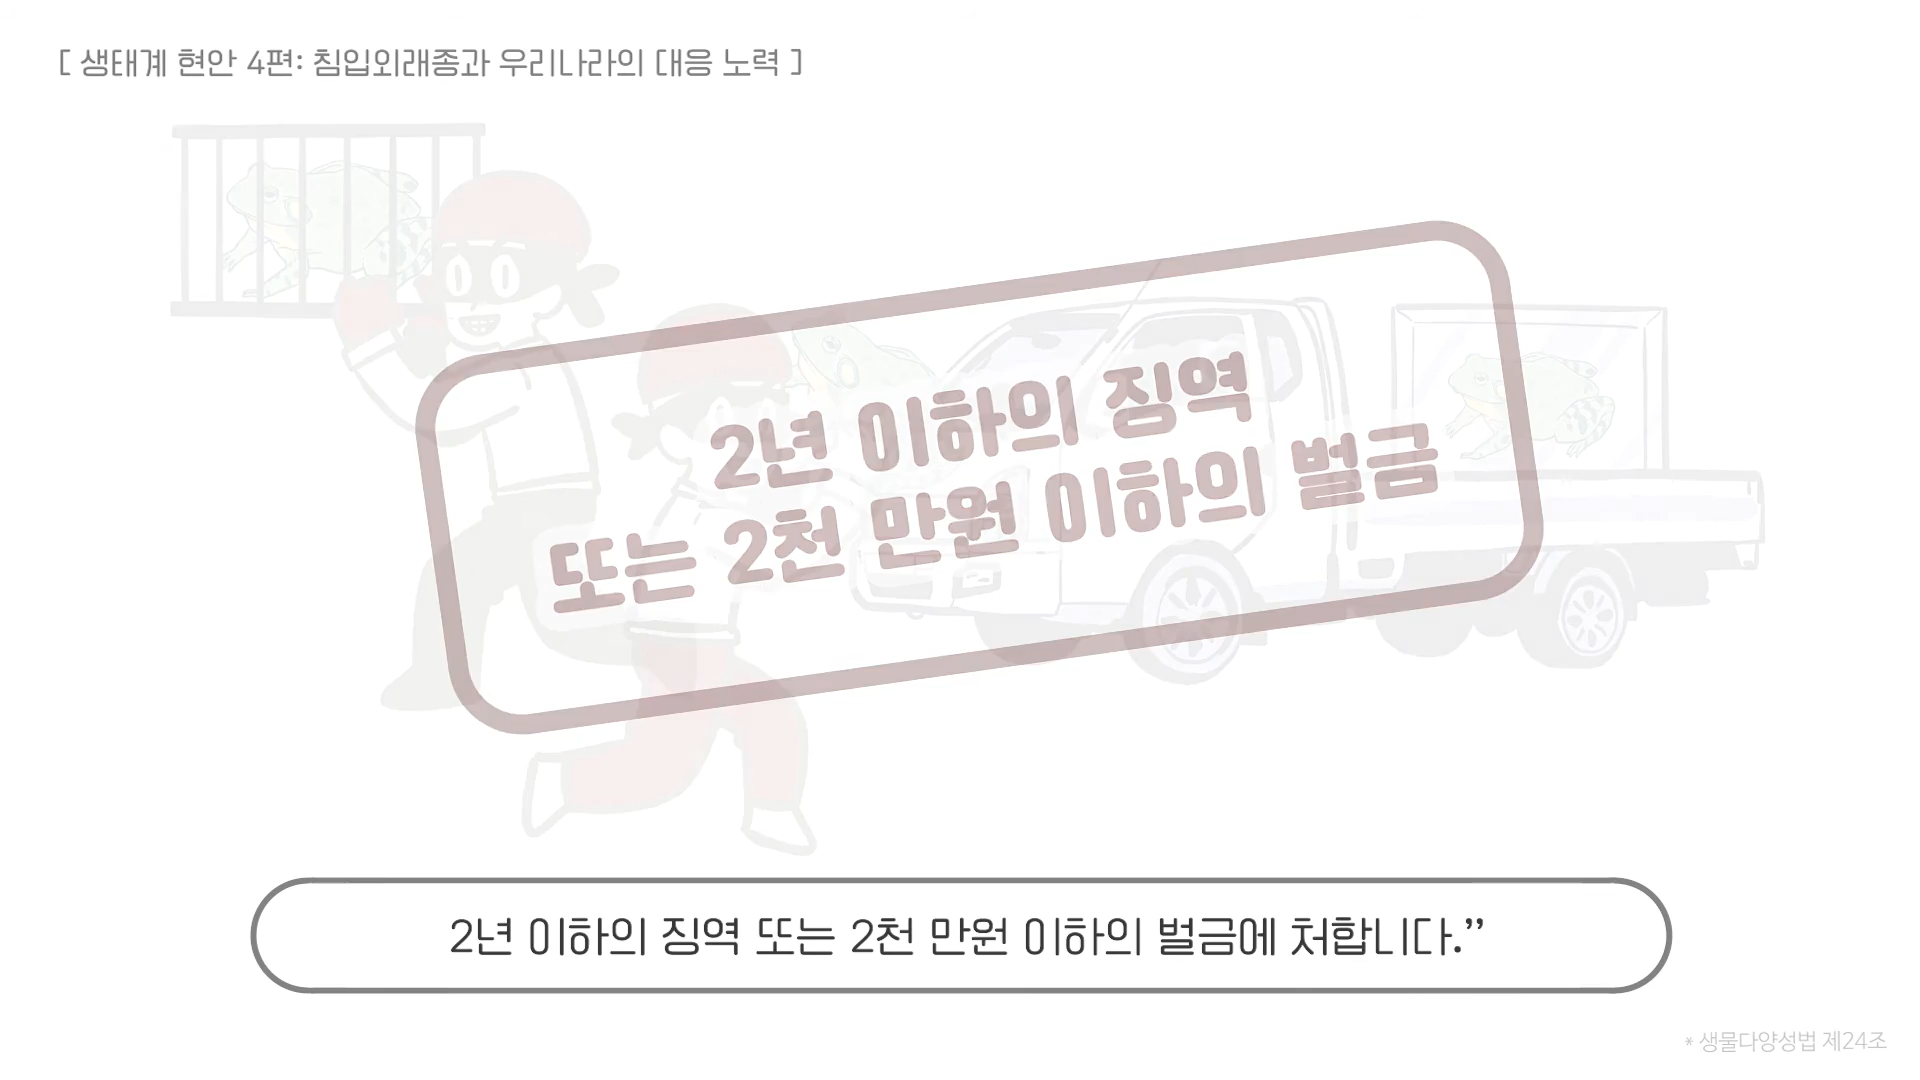 [ 생태계 현안 4편: 침입외래종과 우리나라의 대응 노력 ]
2년 이하의 징역
또는 2천 만원 이하의 벌금
2년 이하의 징역 또는 2천 만원 이하의 벌금에 처합니다.”
* 생물다양성법 제24조